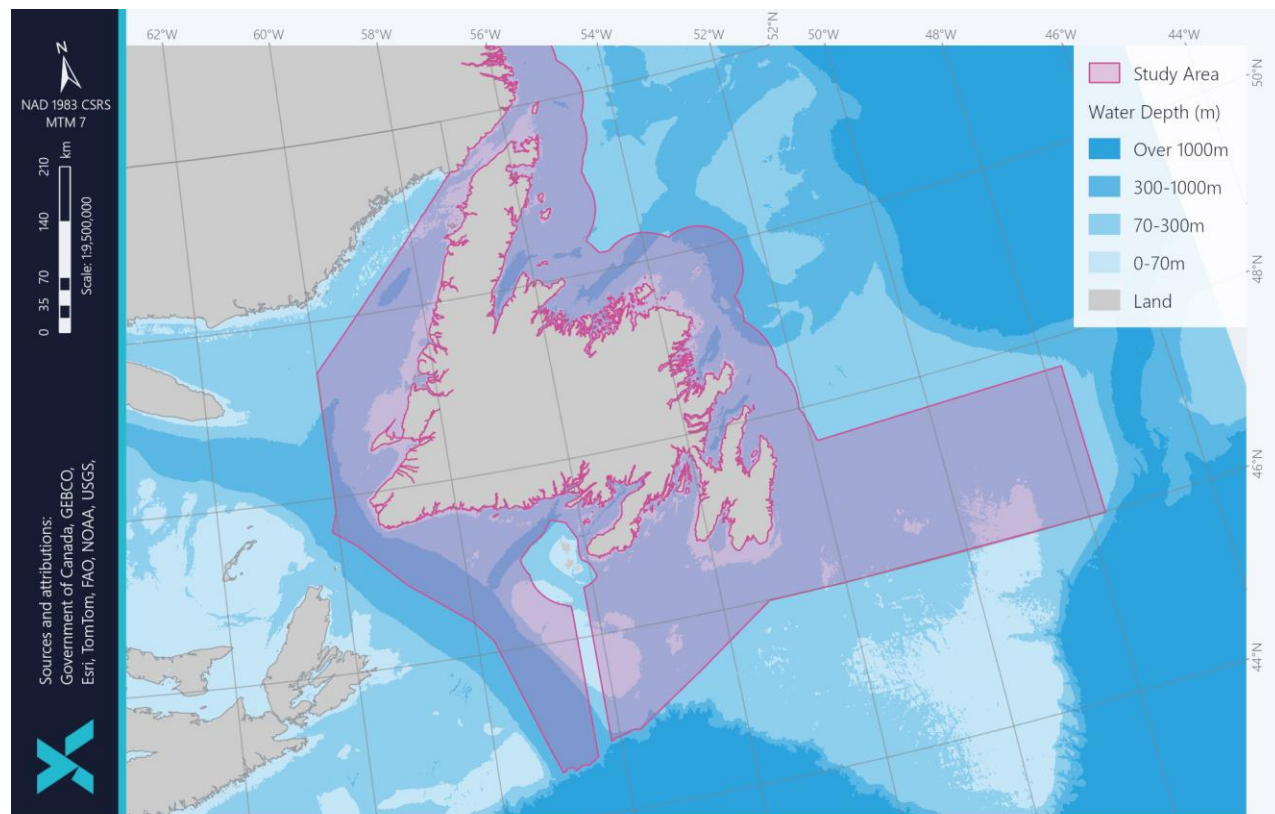 62°W
60°W
58°W
56°W
54°W
52°W
52°N
50°W
48°W
46°W
44°W
50°N
48°N
46°N
44°N
Study Area
Water Depth (m)
Over 1000m
300-1000m
70-300m
0-70m
Land
N
NAD 1983 CSRS
MTM 7
0 35 70 140 210
km
Scale: 1:9,500,000
Sources and attributions:
Government of Canada, GEBCO,
Esri, TomTom, FAO, NOAA, USGS,